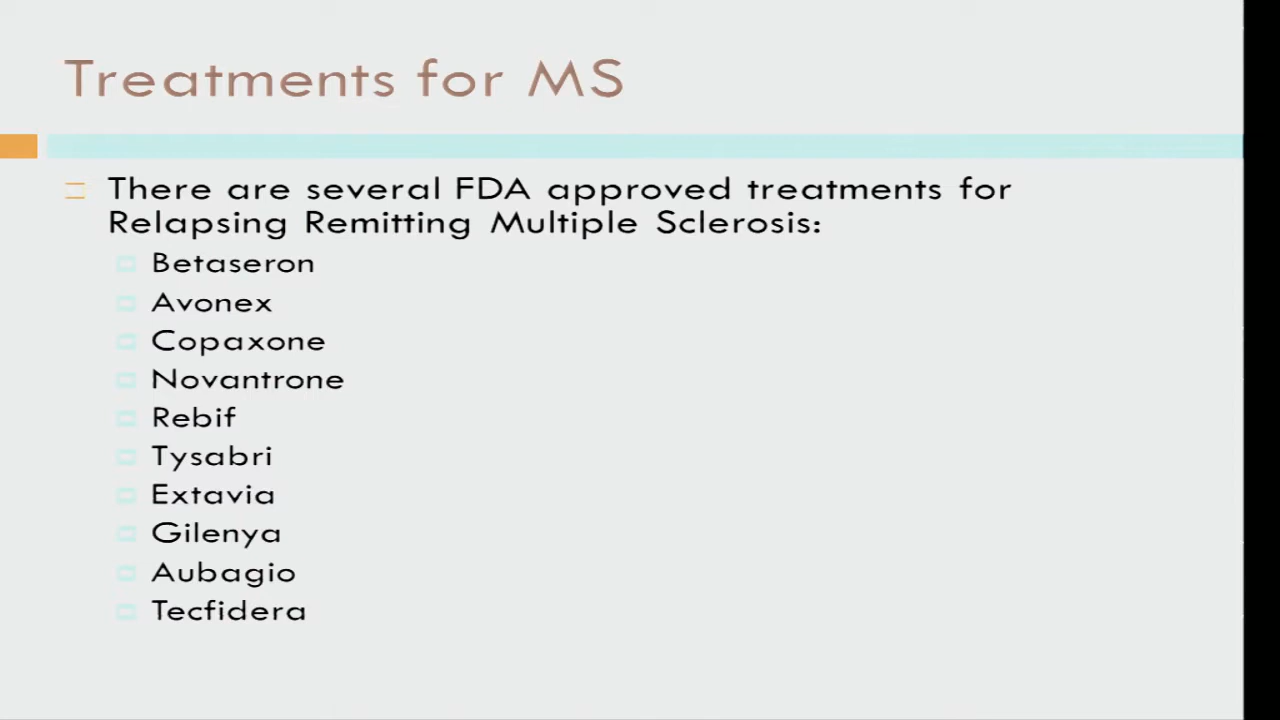 Treatments for MS
There are several FDA approved treatments for
Relapsing Remitting Multiple Sclerosis:
Betaseron
Avonex
Copaxone
Novantrone
Rebif
Tysabri
Extavia
Gilenya
Aubagio
Tecfidera